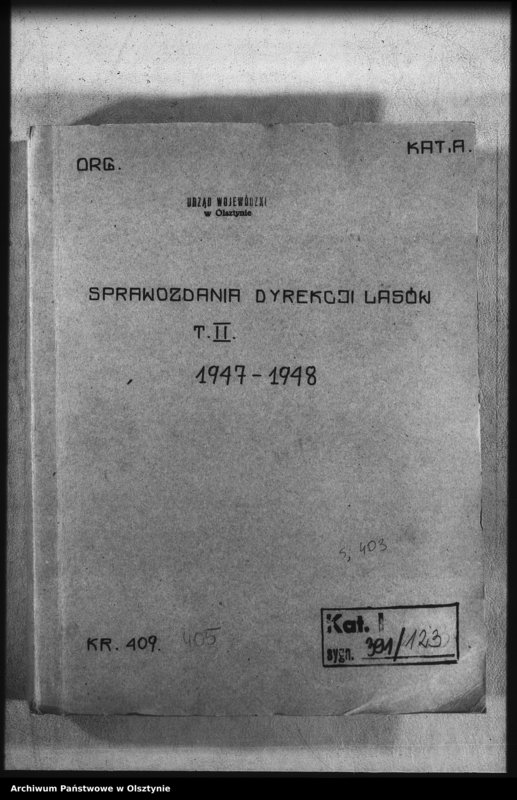 ORG.
KAT.A.
URZĄD WOJEWÓDZKI
w Olsztynie
SPRAWOZDANIA DYREKCJI LASÓW
T. II.
1947-1948
s, 403
KR. 409. 405
Kat. I
sygn. 391/123
Archiwum Państwowe w Olsztynie